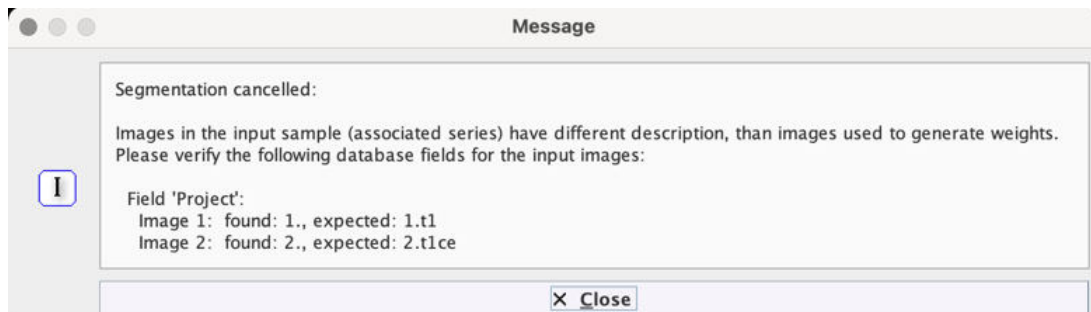 Message
Segmentation cancelled:
Images in the input sample (associated series) have different description, than images used to generate weights.
Please verify the following database fields for the input images:
Field 'Project':
Image 1: found: 1., expected: 1.t1
Image 2: found: 2., expected: 2.t1ce
I
X Close